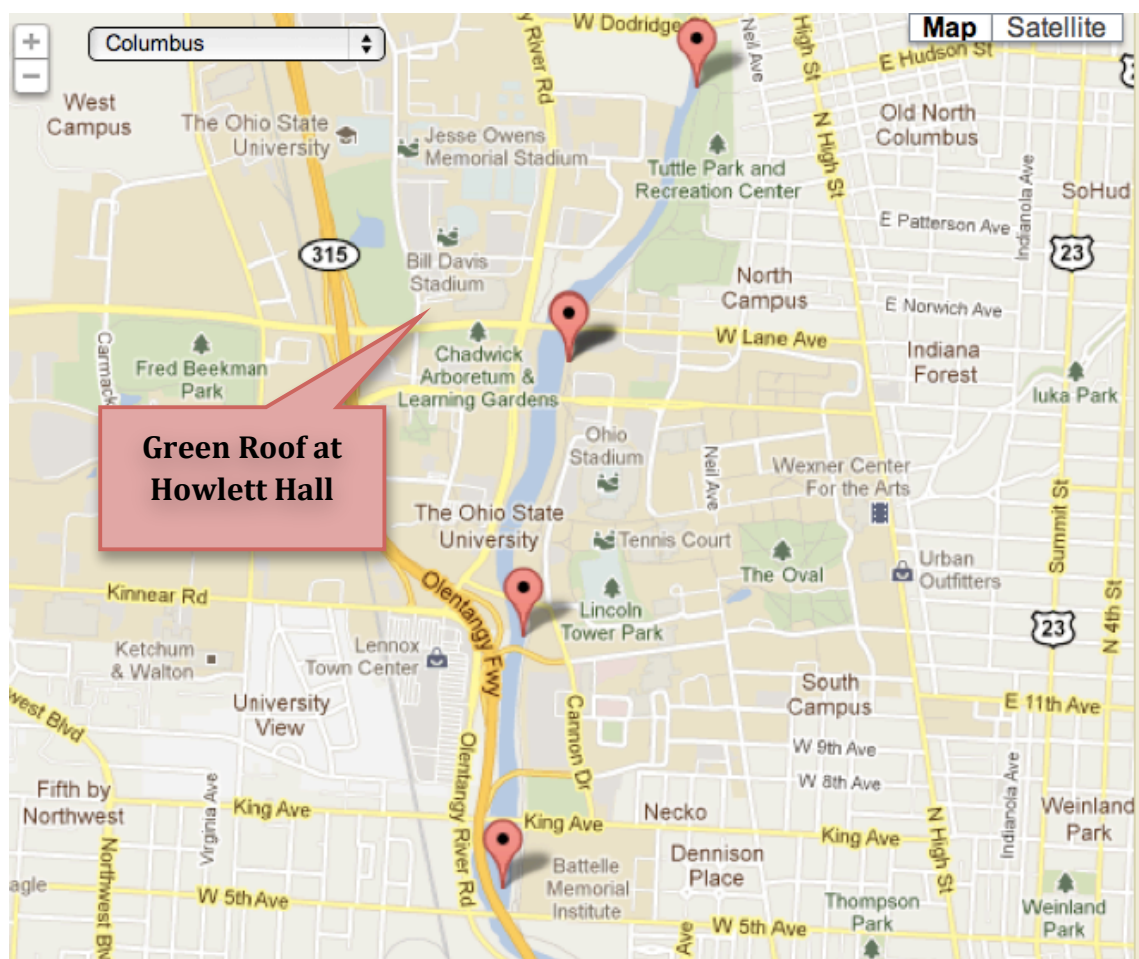 Columbus
W Dodridge
Map
Satellite
y River Rd
Neil Ave
High St
E Hudson St
West
Campus
The Ohio State
University
Jesse Owens
Memorial Stadium
Old North
Columbus
Tuttle Park and
Recreation Center
N High St
Indianola Ave
SoHud
E Patterson Ave
315
23
Bill Davis
Stadium
North
Campus
E Norwich Ave
W Lane Ave
Carmack
Fred Beekman
Park
Chadwick
Arboretum &
Learning Gardens
Indiana
Forest
Iuka Park
Green Roof at
Howlett Hall
Ohio
Stadium
Neil Ave
Wexner Center
For the Arts
Summit St
The Ohio State
University
Tennis Court
The Oval
Urban
Outfitters
Kinnear Rd
Olentangy Fwy
Lincoln
Tower Park
23
N 4th St
Ketchum
& Walton
Lennox
Town Center
University
View
Cannon Dr
South
Campus
E 11th Ave
west Blvd
Olentangy River Rd
W 9th Ave
W 8th Ave
Fifth by
Northwest
Virginia Ave
King Ave
King Ave
Necko
King Ave
N High St
Indianola Ave
Weinland
Park
Northwest Blv
Dennison
Place
Battelle
Memorial
Institute
agle
W 5th Ave
Thompson
Park
Weinland
Park
Ave
W 5th Ave